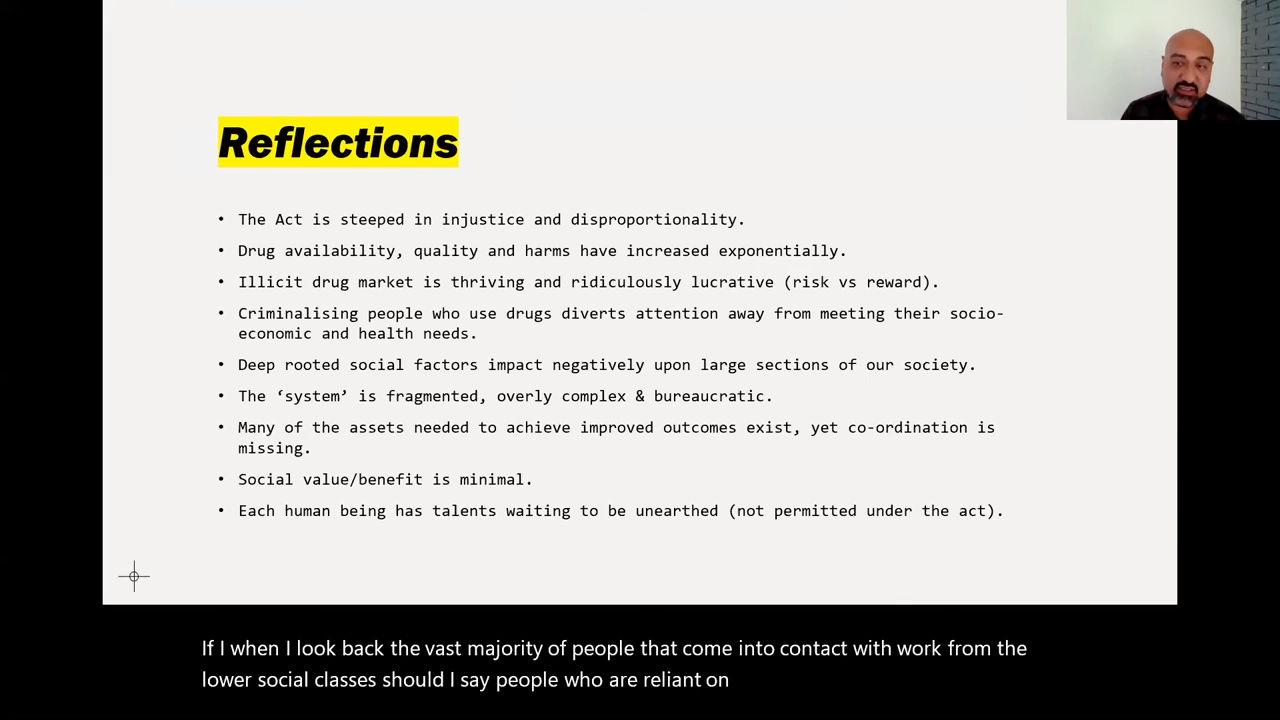 Reflections
• The Act is steeped in injustice and disproportionality.
• Drug availability, quality and harms have increased exponentially.
• Illicit drug market is thriving and ridiculously lucrative (risk vs reward).
• Criminalising people who use drugs diverts attention away from meeting their socio-
economic and health needs.
• Deep rooted social factors impact negatively upon large sections of our society.
• The ‘system’ is fragmented, overly complex & bureaucratic.
• Many of the assets needed to achieve improved outcomes exist, yet co-ordination is
missing.
• Social value/benefit is minimal.
• Each human being has talents waiting to be unearthed (not permitted under the act).
If I when I look back the vast majority of people that come into contact with work from the
lower social classes should I say people who are reliant on